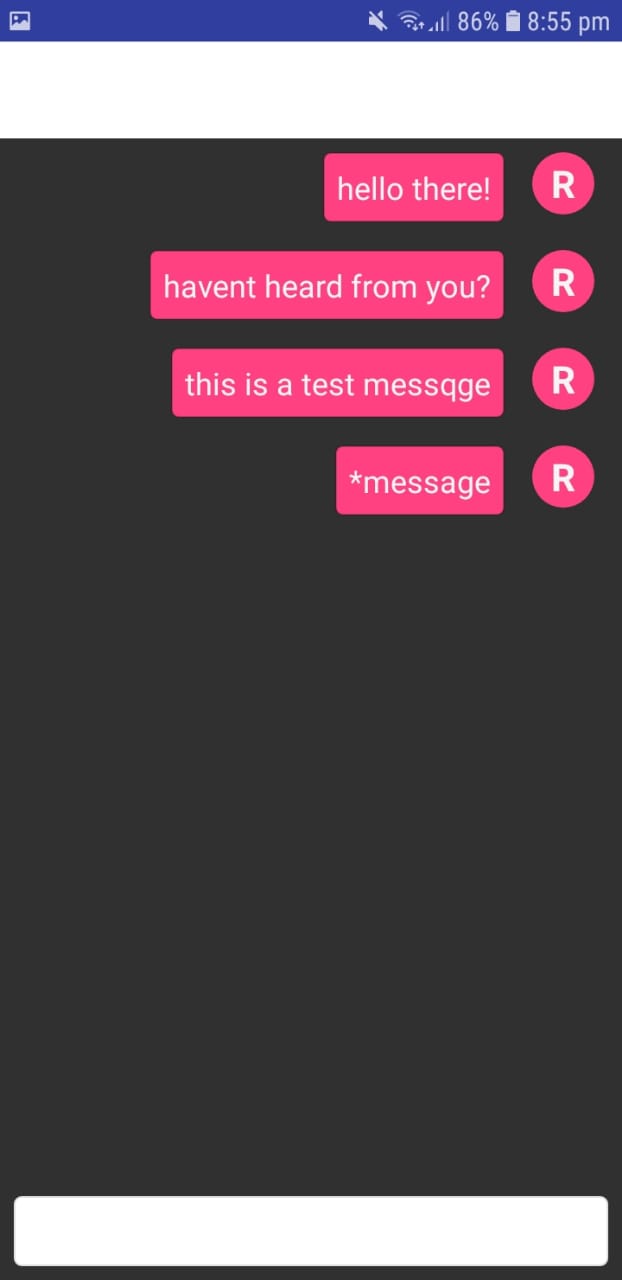 86% 8:55 pm
hello there! R
havent heard from you? R
this is a test messqge R
*message R